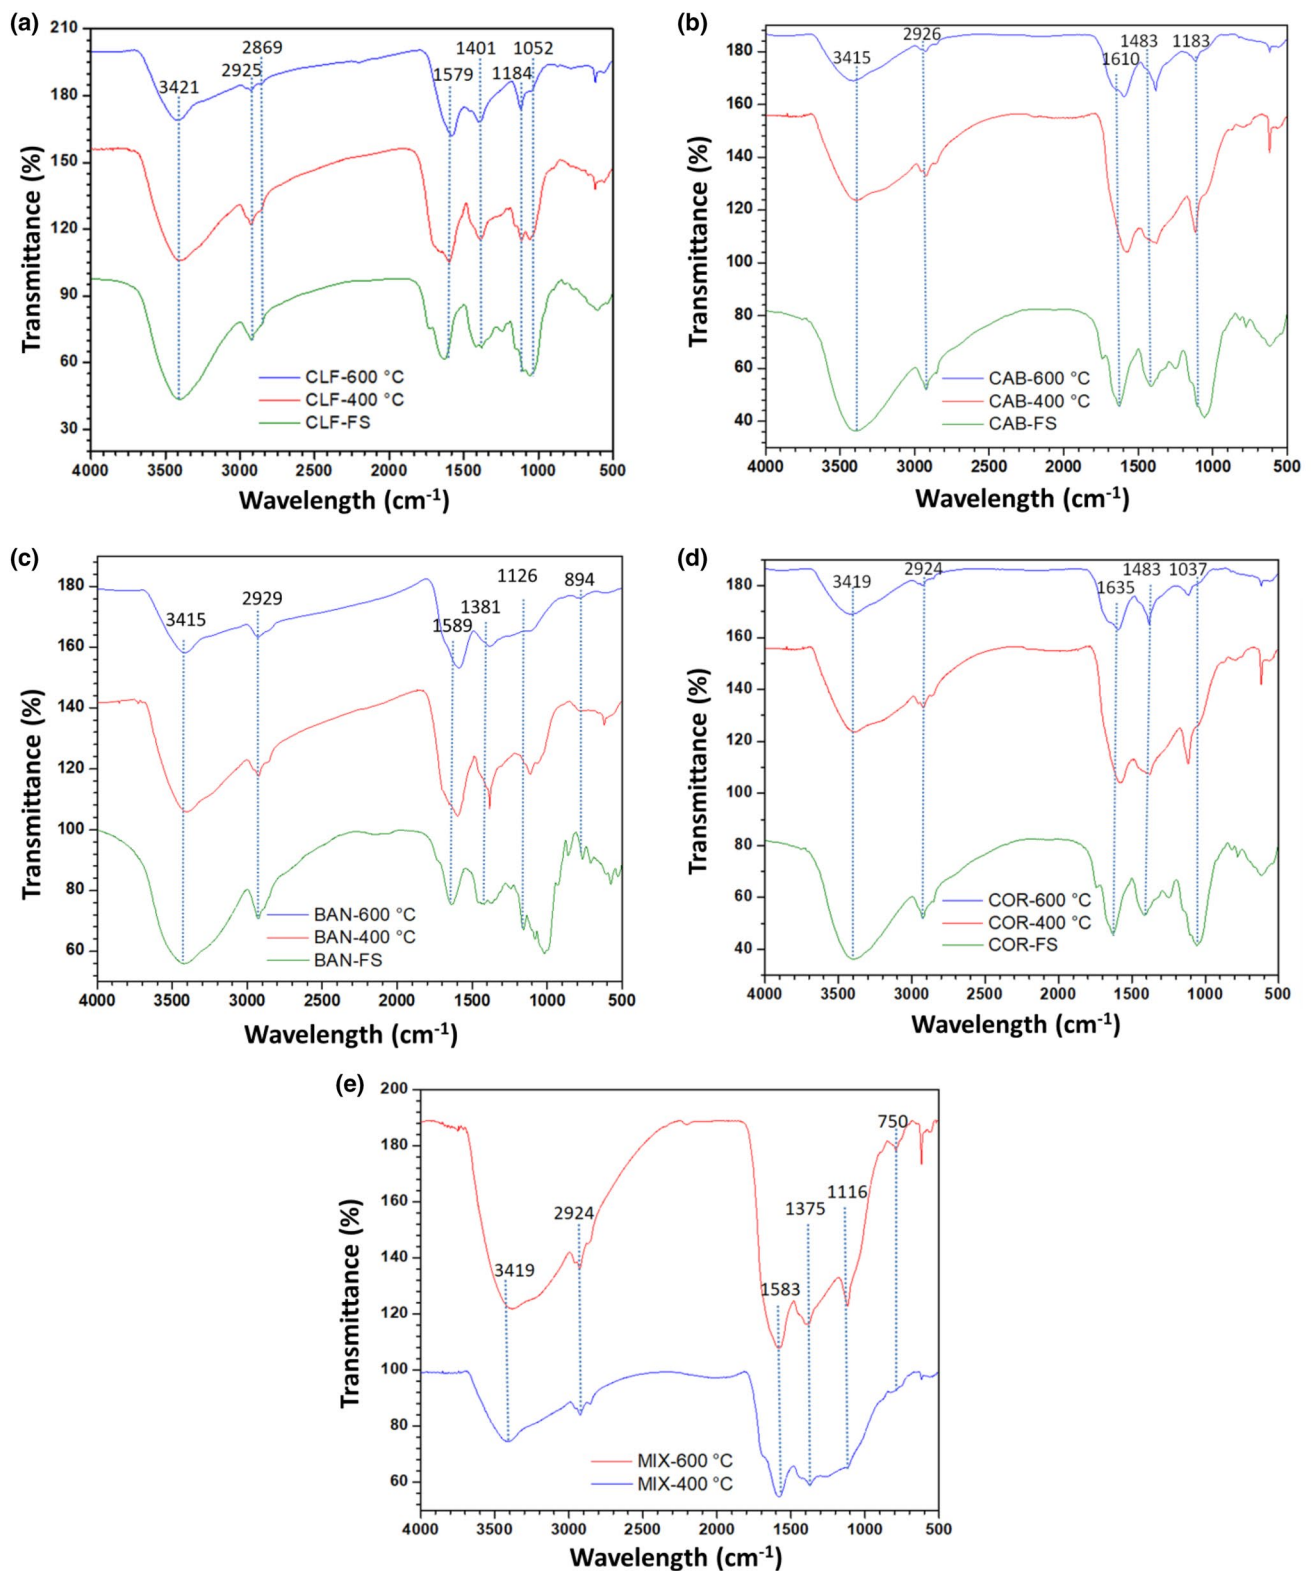 (a)
210
180
150
120
90
60
30
Transmittance (%)
3421
2925
2869
1579
1401
1184
1052
CLF-600 °C
CLF-400 °C
CLF-FS
4000 3500 3000 2500 2000 1500 1000 500
Wavelength (cm-1)
(b)
180
160
140
120
100
80
60
40
Transmittance (%)
3415
2926
1610
1483
1183
CAB-600 °C
CAB-400 °C
CAB-FS
4000 3500 3000 2500 2000 1500 1000 500
Wavelength (cm-1)
(c)
180
160
140
120
100
80
60
Transmittance (%)
3415
2929
1589
1381
1126
894
BAN-600 °C
BAN-400 °C
BAN-FS
4000 3500 3000 2500 2000 1500 1000 500
Wavelength (cm-1)
(d)
180
160
140
120
100
80
60
40
Transmittance (%)
3419
2924
1635
1483
1037
COR-600 °C
COR-400 °C
COR-FS
4000 3500 3000 2500 2000 1500 1000 500
Wavelength (cm-1)
(e)
200
180
160
140
120
100
80
60
Transmittance (%)
3419
2924
1583
1375
1116
750
MIX-600 °C
MIX-400 °C
4000 3500 3000 2500 2000 1500 1000 500
Wavelength (cm-1)